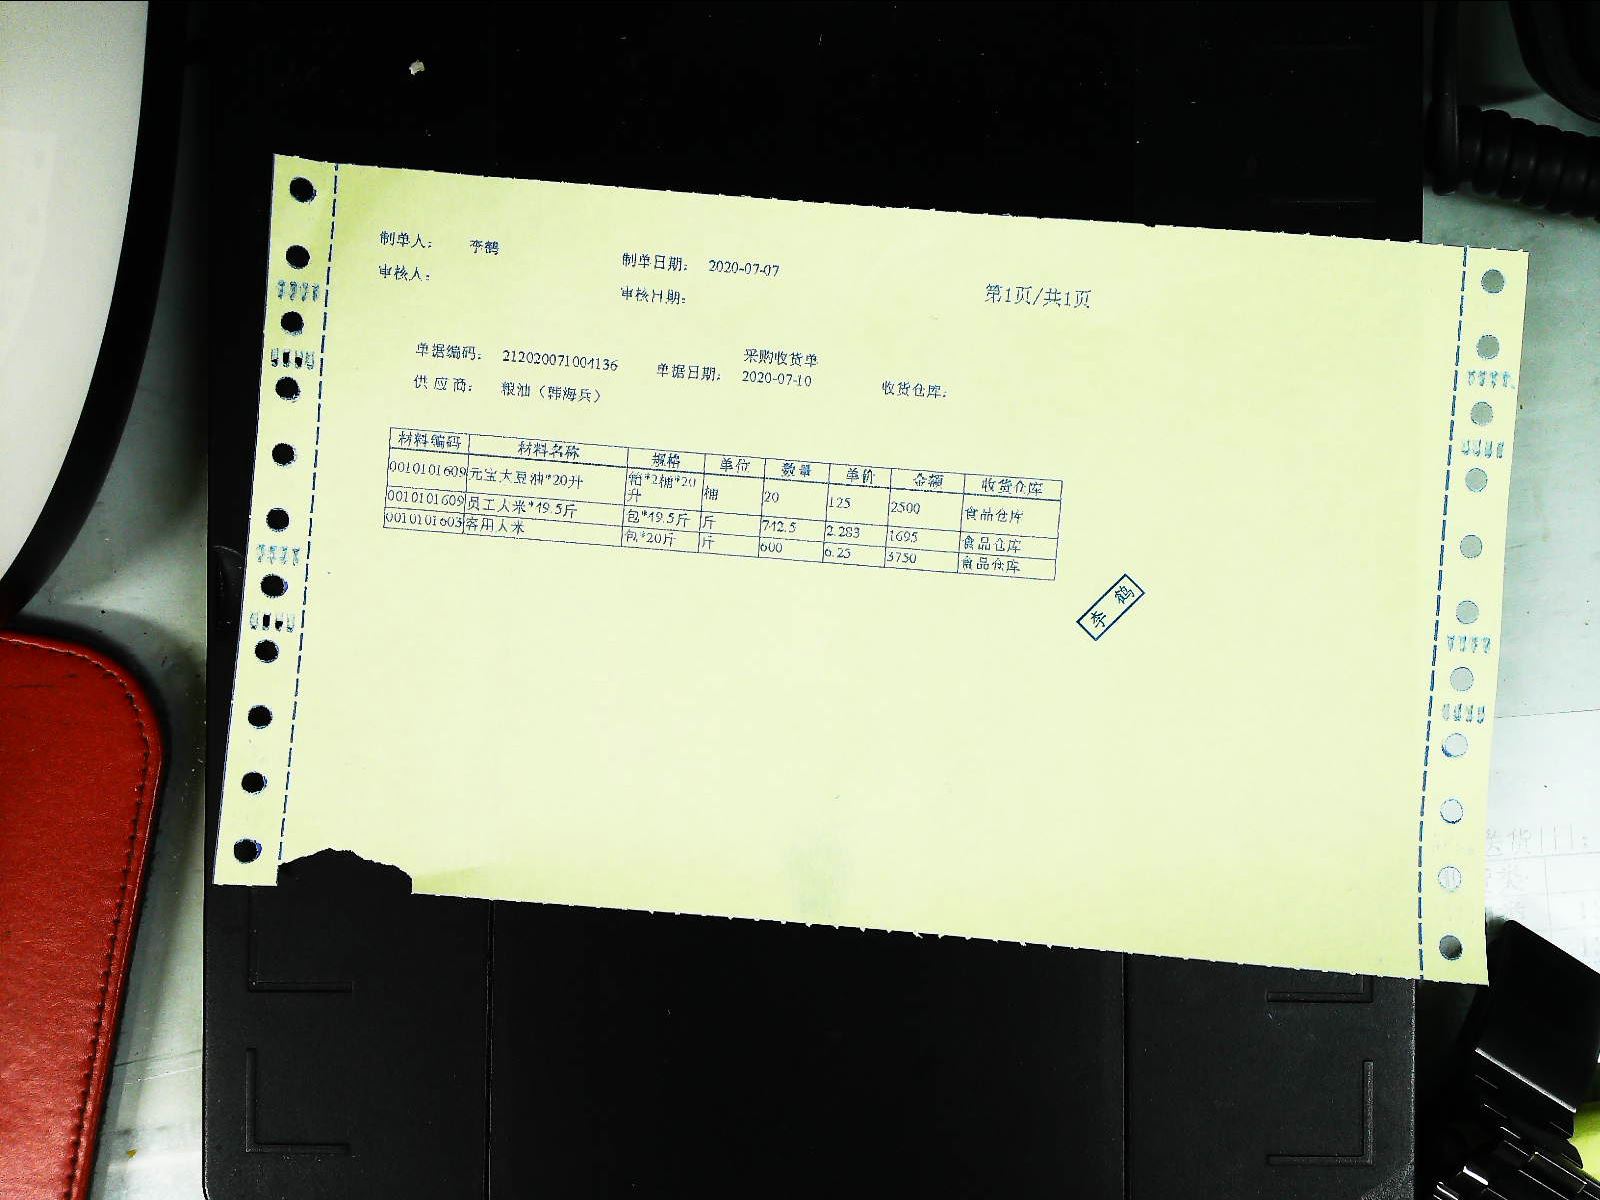 制单人: 李鹤
制单日期: 2020-07-07
第1页/共1页
审核人:
审核日期:
采购收货单
单据编码: 212020071004136
单据日期: 2020-07-10
收货仓库:
供应商: 粮油（韩海兵）
材料编码 材料名称 规格 单位 数量 单价 金额 收货仓库
0010101609 元宝大豆油*20升 箱*2桶*20升 桶 20 125 2500 食品仓库
0010101609 员工大米*49.5斤 包*49.5斤 斤 742.5 2.283 1695 食品仓库
0010101603 客用大米 包*20斤 斤 600 6.25 3750 食品仓库
李鹤